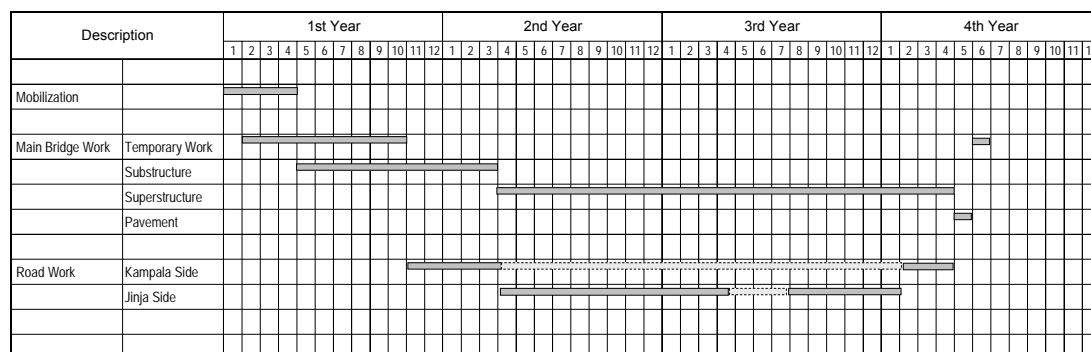 Description 1st Year 2nd Year 3rd Year 4th Year
1 2 3 4 5 6 7 8 9 10 11 12 1 2 3 4 5 6 7 8 9 10 11 12 1 2 3 4 5 6 7 8 9 10 11 12 1 2 3 4 5 6 7 8 9 10 11
Mobilization
Main Bridge Work Temporary Work
Substructure
Superstructure
Pavement
Road Work Kampala Side
Jinja Side